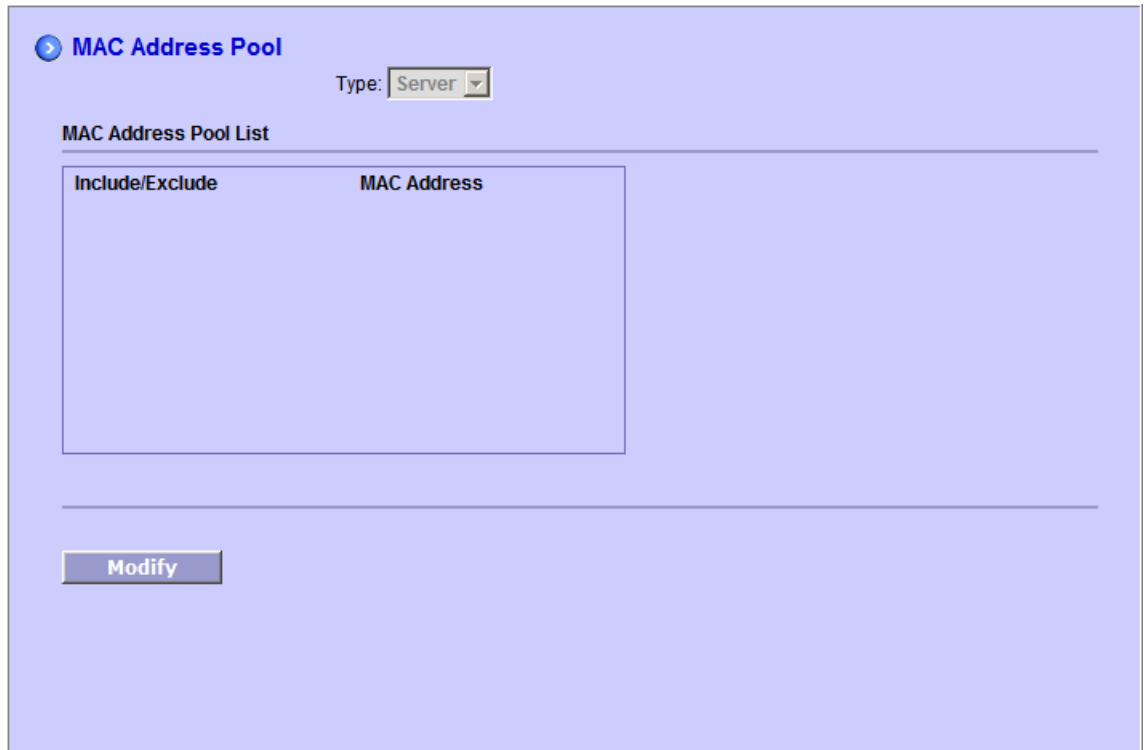 MAC Address Pool
Type: Server
MAC Address Pool List
Include/Exclude MAC Address
Modify